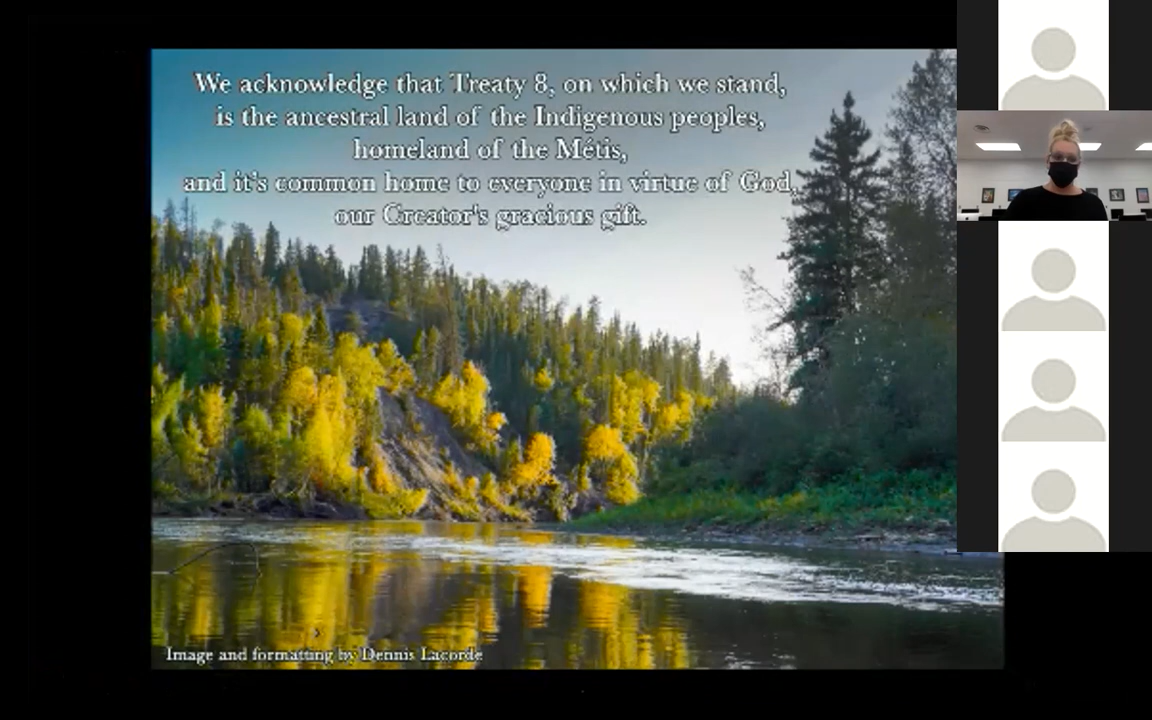 We acknowledge that Treaty 8, on which we stand,
is the ancestral land of the Indigenous peoples,
homeland of the Métis,
and it's common home to everyone in virtue of God,
our Creator's gracious gift.
Image and formatting by Dennis Lacorde